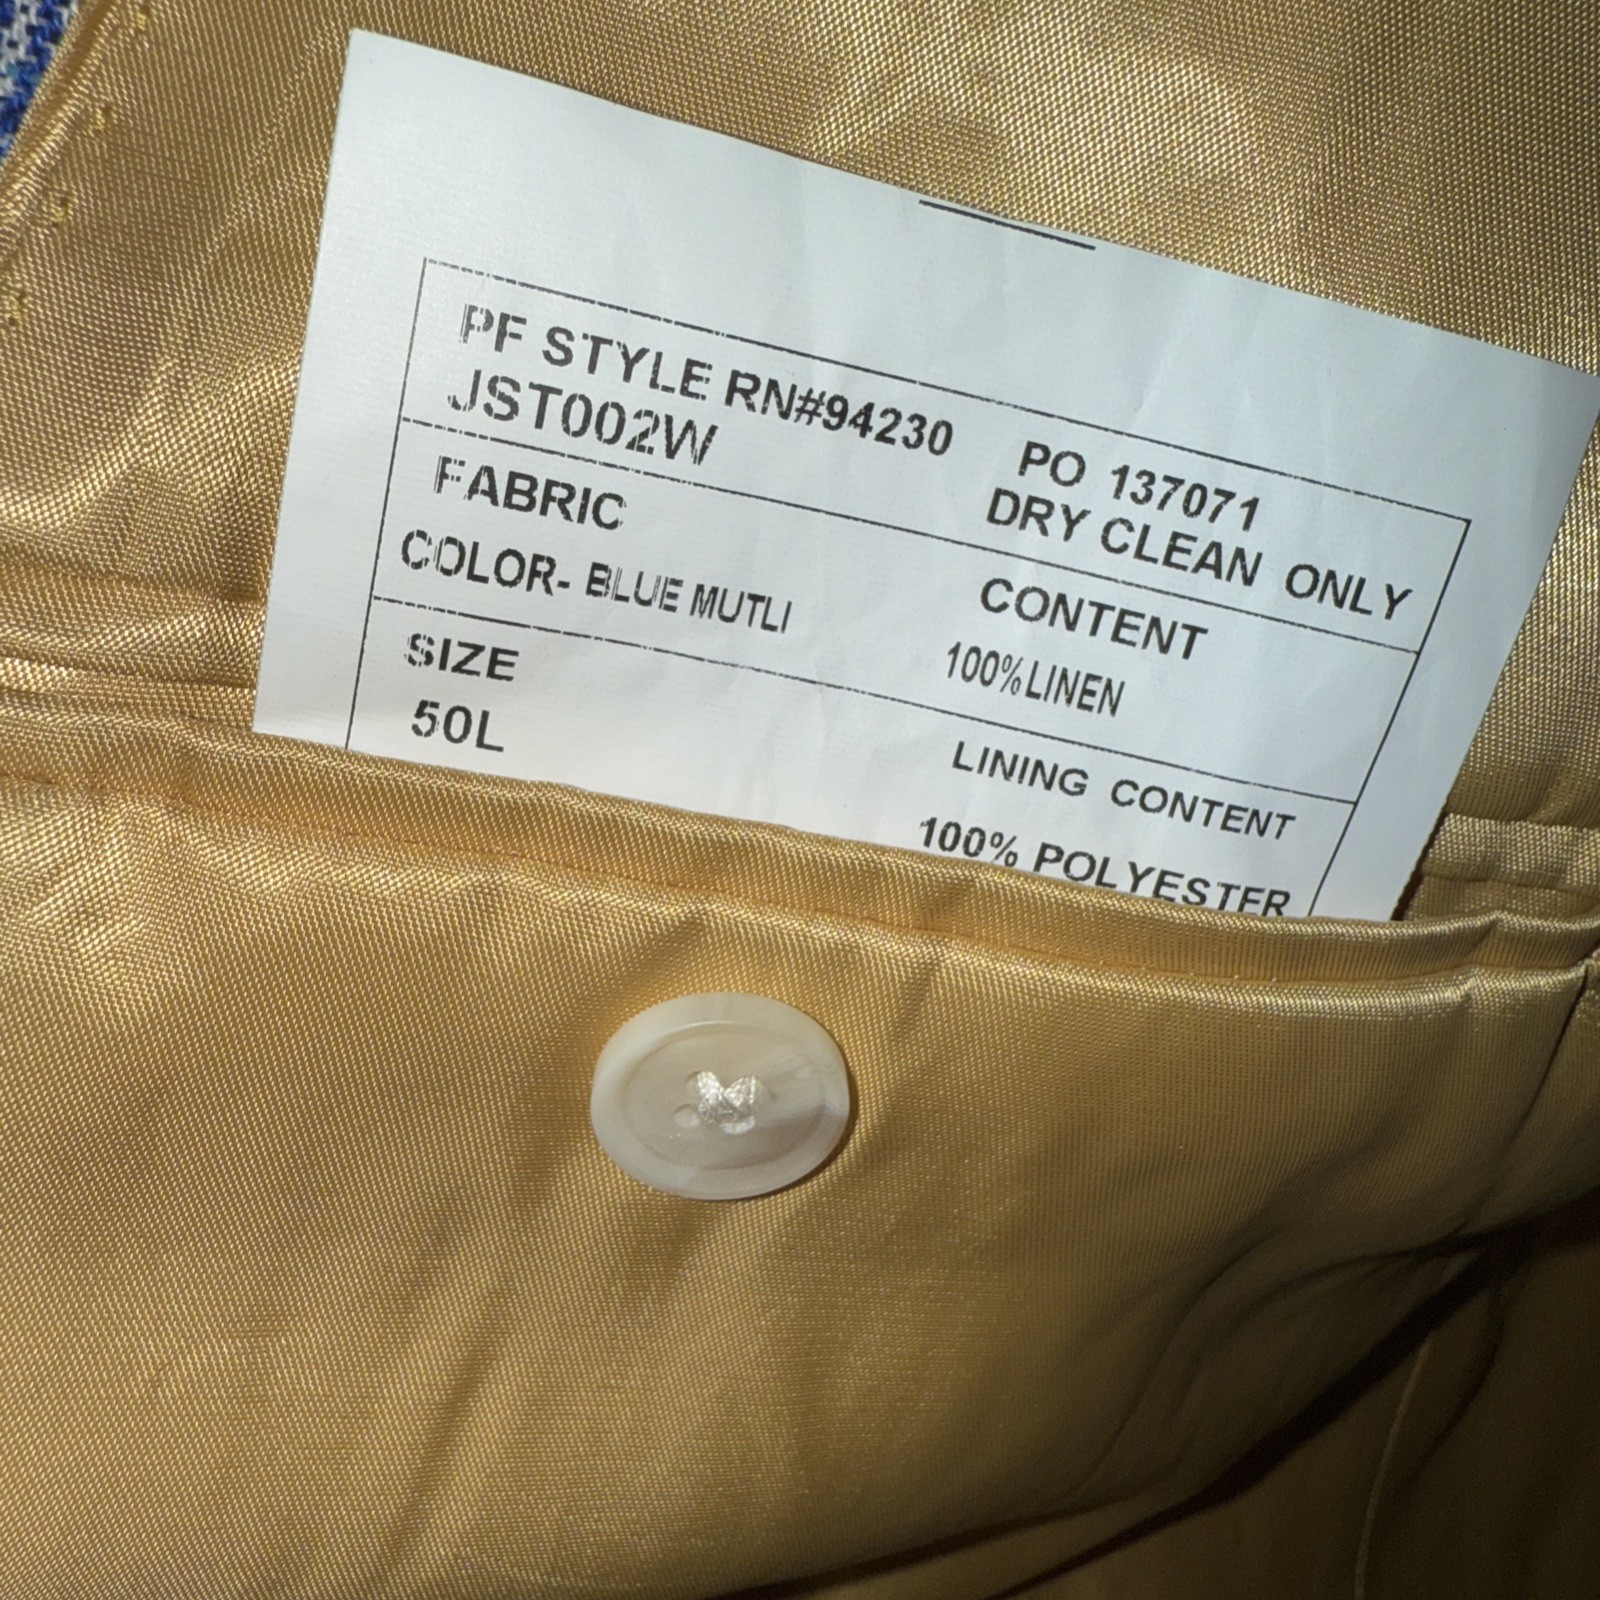 PF STYLE RN#94230 PO 137071
JST002W DRY CLEAN ONLY
FABRIC CONTENT
COLOR- BLUE MUTLI 100%LINEN
SIZE LINING CONTENT
50L 100% POLYESTER